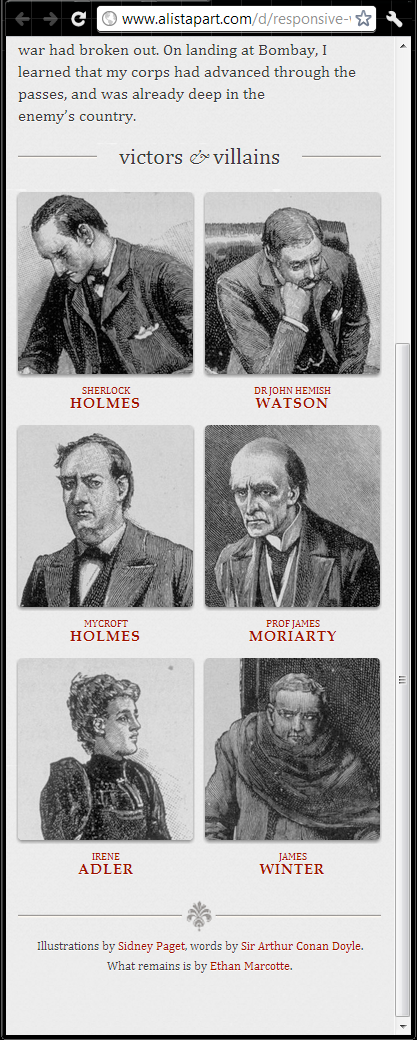 www.alistapart.com/d/responsive-
war had broken out. On landing at Bombay, I
learned that my corps had advanced through the
passes, and was already deep in the
enemy’s country.
victors & villains
SHERLOCK
HOLMES
DR JOHN HEMISH
WATSON
MYCROFT
HOLMES
PROF JAMES
MORIARTY
IRENE
ADLER
JAMES
WINTER
Illustrations by Sidney Paget, words by Sir Arthur Conan Doyle.
What remains is by Ethan Marcotte.